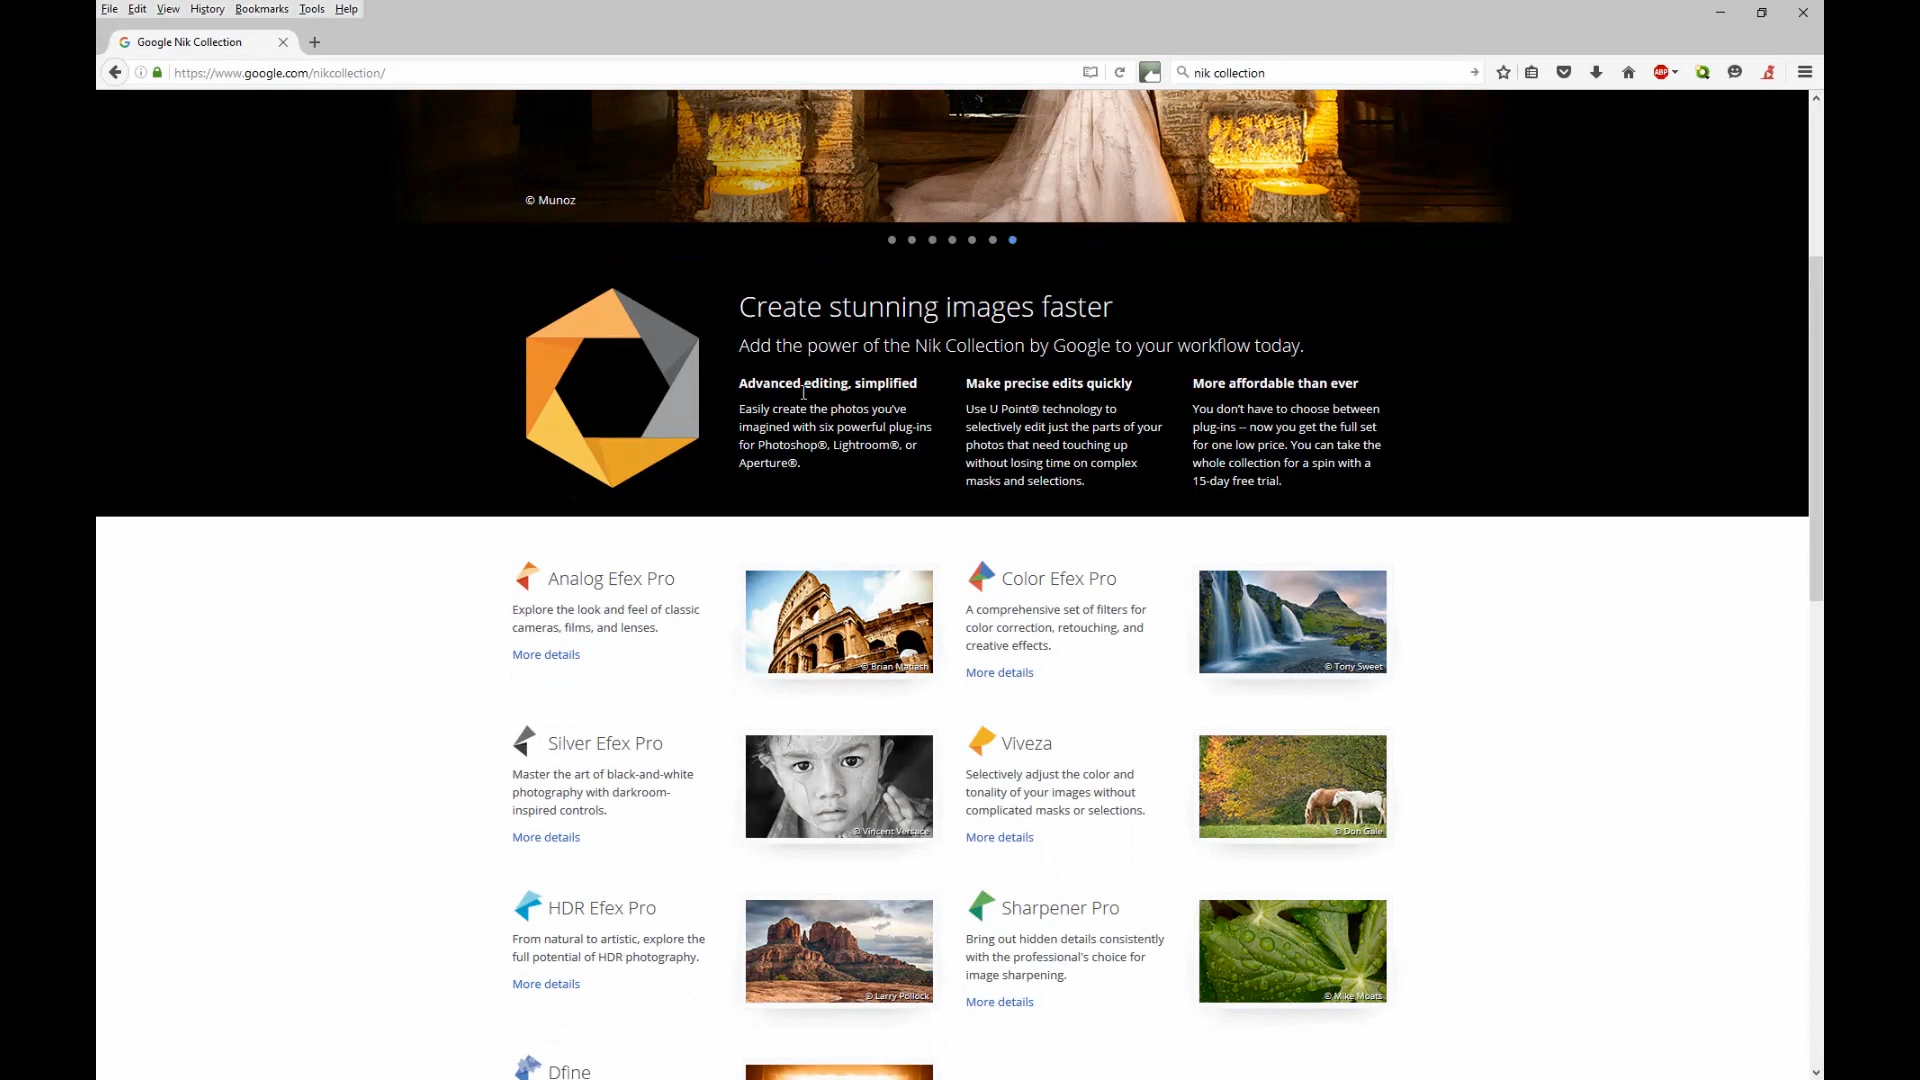 File Edit View History Bookmarks Tools Help
Google Nik Collection
https://www.google.com/nikcollection/
nik collection
ABP
© Munoz
Create stunning images faster
Add the power of the Nik Collection by Google to your workflow today.
Advanced editing, simplified
Easily create the photos you've
imagined with six powerful plug-ins
for Photoshop®, Lightroom®, or
Aperture®.
Make precise edits quickly
Use U Point® technology to
selectively edit just the parts of your
photos that need touching up
without losing time on complex
masks and selections.
More affordable than ever
You don't have to choose between
plug-ins -- now you get the full set
for one low price. You can take the
whole collection for a spin with a
15-day free trial.
Analog Efex Pro
Explore the look and feel of classic
cameras, films, and lenses.
More details
© Brian Matiash
Color Efex Pro
A comprehensive set of filters for
color correction, retouching, and
creative effects.
More details
© Tony Sweet
Silver Efex Pro
Master the art of black-and-white
photography with darkroom-
inspired controls.
More details
© Vincent Versace
Viveza
Selectively adjust the color and
tonality of your images without
complicated masks or selections.
More details
© Don Gale
HDR Efex Pro
From natural to artistic, explore the
full potential of HDR photography.
More details
© Larry Pollock
Sharpener Pro
Bring out hidden details consistently
with the professional's choice for
image sharpening.
More details
© Mike Moats
Dfine